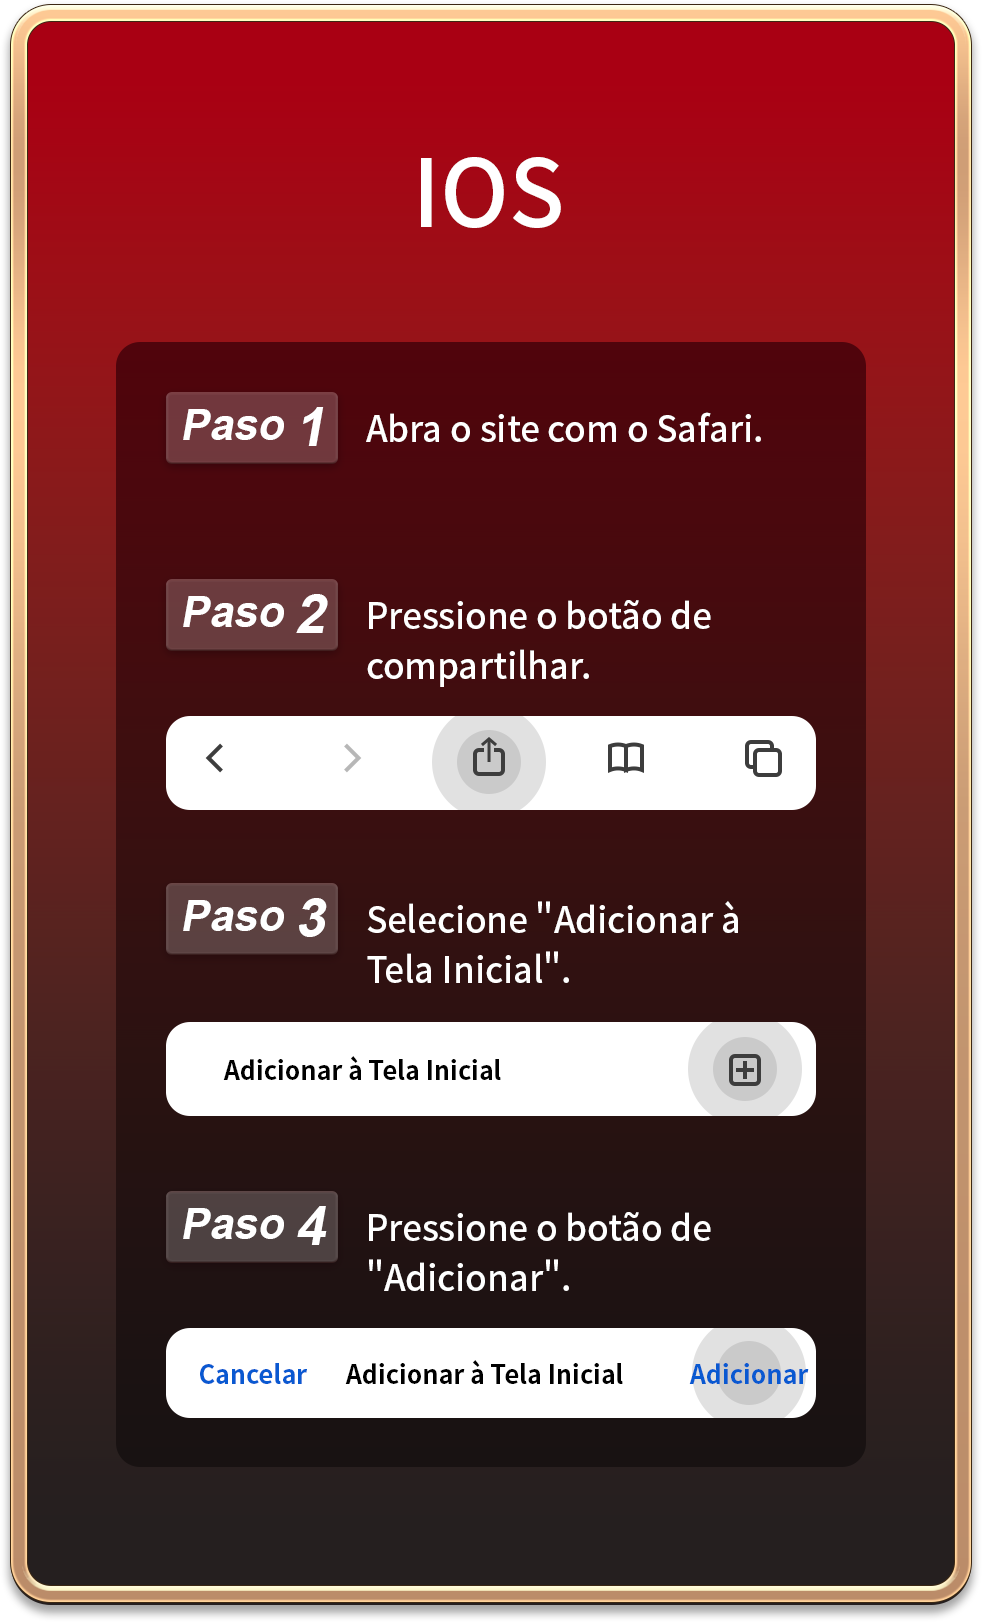 IOS
Paso 1
Abra o site com o Safari.
Paso 2
Pressione o botão de
compartilhar.
Paso 3
Selecione "Adicionar à
Tela Inicial".
Adicionar à Tela Inicial
Paso 4
Pressione o botão de
"Adicionar".
Cancelar Adicionar à Tela Inicial Adicionar